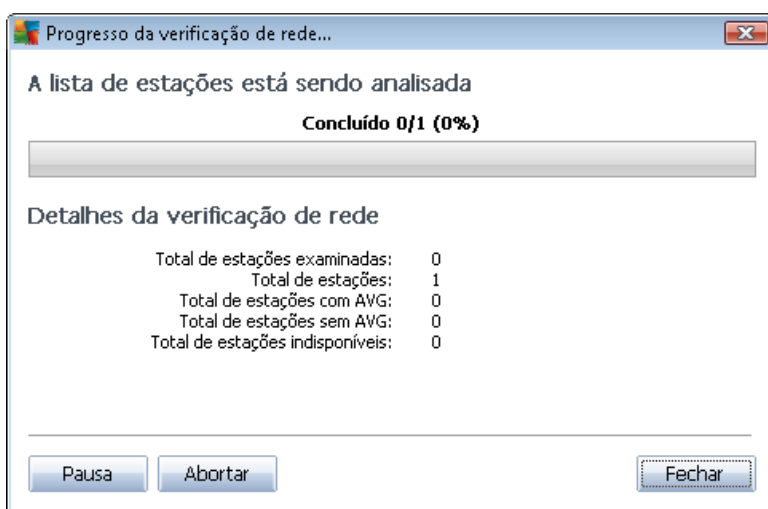 Progresso da verificação de rede...
A lista de estações está sendo analisada
Concluído 0/1 (0%)
Detalhes da verificação de rede
Total de estações examinadas: 0
Total de estações: 1
Total de estações com AVG: 0
Total de estações sem AVG: 0
Total de estações indisponíveis: 0
Pausa Abortar Fechar